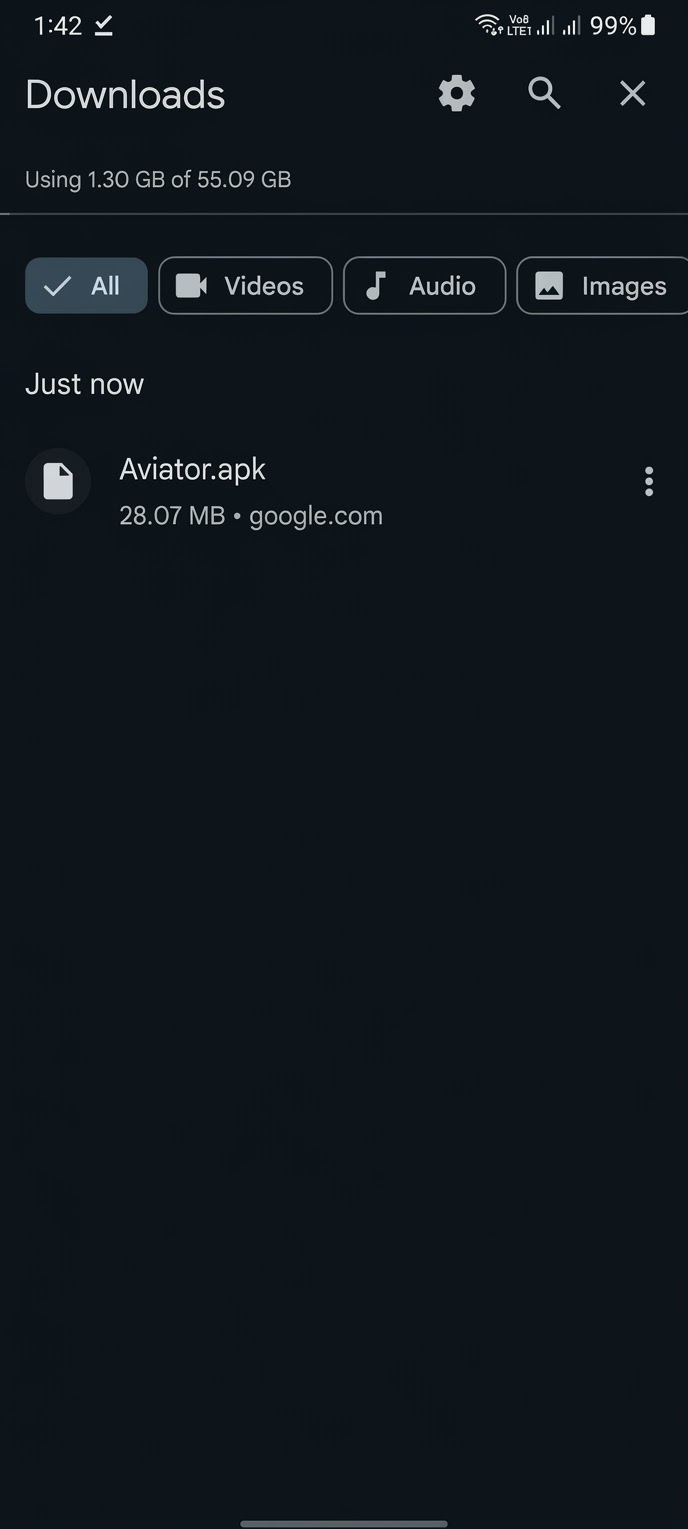 1:42
Vo8
LTE1
99%
Downloads
Using 1.30 GB of 55.09 GB
All
Videos
Audio
Images
Just now
Aviator.apk
28.07 MB • google.com